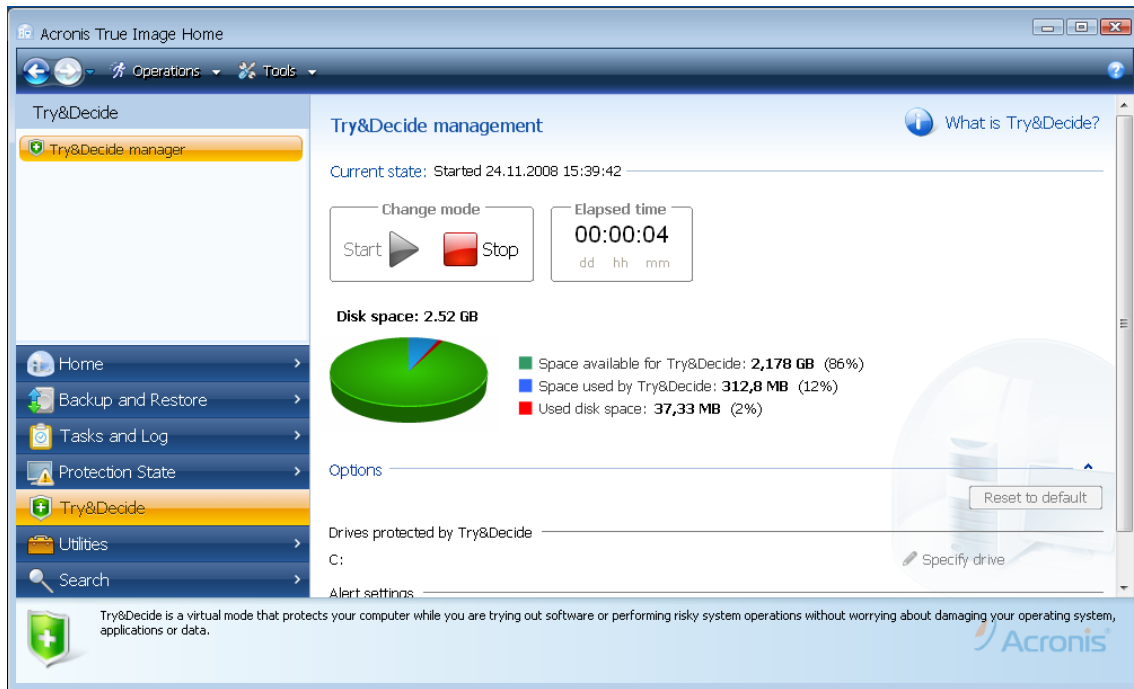 Acronis True Image Home
Operations Tools
Try&Decide
Try&Decide manager
Home
Backup and Restore
Tasks and Log
Protection State
Try&Decide
Utilities
Search
Try&Decide management
What is Try&Decide?
Current state: Started 24.11.2008 15:39:42
Change mode
Start Stop
Elapsed time
00:00:04
dd hh mm
Disk space: 2.52 GB
Space available for Try&Decide: 2,178 GB (86%)
Space used by Try&Decide: 312,8 MB (12%)
Used disk space: 37,33 MB (2%)
Options
Reset to default
Drives protected by Try&Decide
C: Specify drive
Alert settings
Try&Decide is a virtual mode that protects your computer while you are trying out software or performing risky system operations without worrying about damaging your operating system,
applications or data.
Acronis